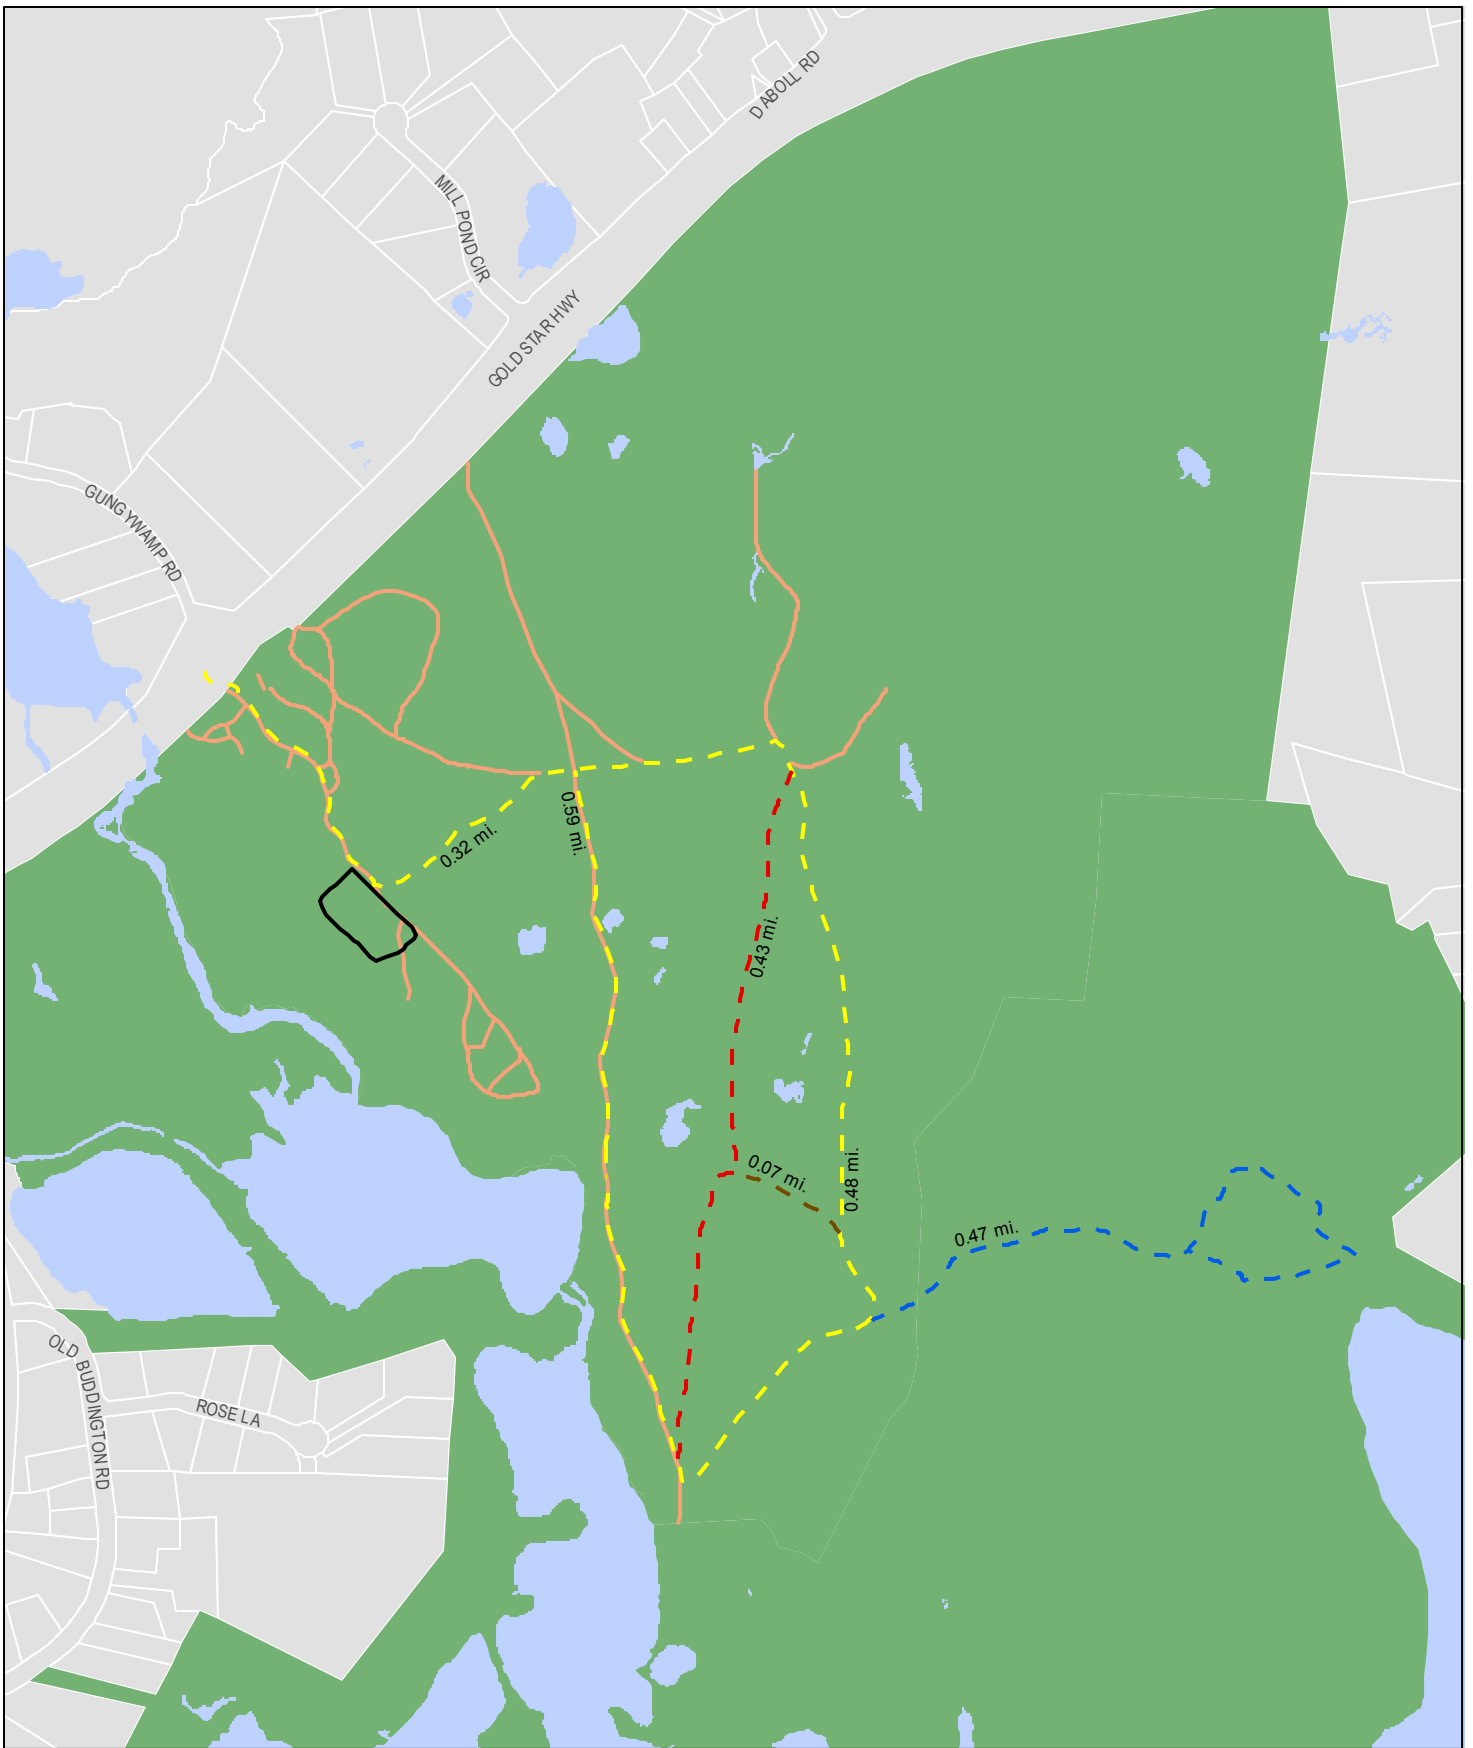 DABOLL RD
MILL POND CIR
GOLD STAR HWY
GUNGYWAMP RD
0.59 mi.
0.32 mi.
0.43 mi.
0.07 mi.
0.48 mi.
0.47 mi.
OLD BUDDINGTON RD
ROSE LA